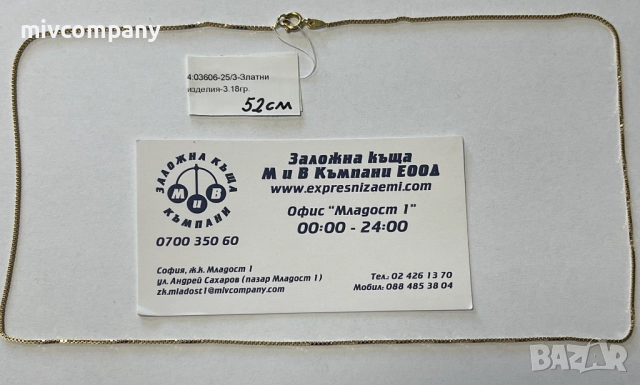 mivcompany
4:03606-25/3-Златни
изделия-3.18гр.
52см
ЗАЛОЖНА КЪЩА
М И В
КЪМПАНИ
0700 350 60
Заложна къща
М и В Къмпани ЕООД
www.expresnizaemi.com
Офис "Младост 1"
00:00 - 24:00
София, ж.к. Младост 1
ул. Андрей Сахаров (пазар Младост 1)
zk.mladost1@mivcompany.com
Тел.: 02 426 13 70
Мобил: 088 485 38 04
BAZAR